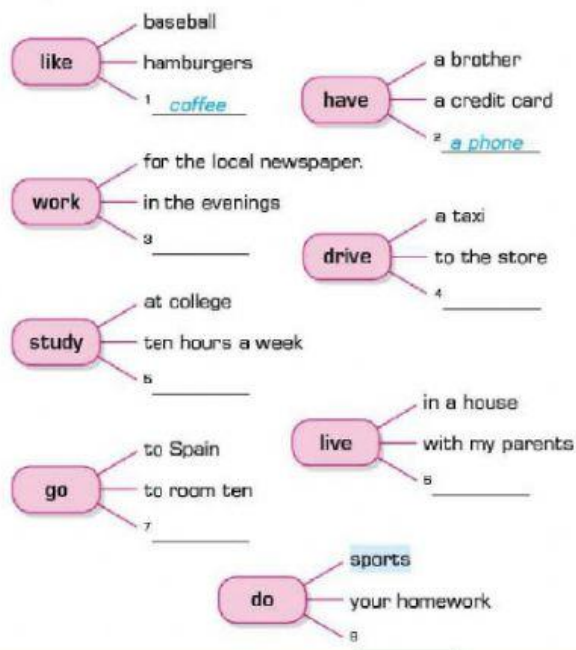 baseball
like
hamburgers
1 coffee
a brother
have
a credit card
2 a phone
for the local newspaper.
work
in the evenings
3
a taxi
drive
to the store
4
at college
study
ten hours a week
5
in a house
live
with my parents
6
to Spain
go
to room ten
7
sports
do
your homework
8